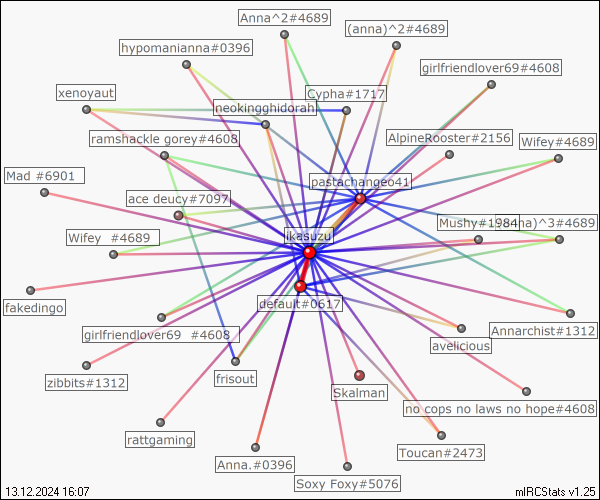 Anna^2#4689
(anna)^2#4689
hypomanianna#0396
girlfriendlover69#4608
xenoyaut
Cypha#1717
neokingghidorah
ramshackle gorey#4608
AlpineRooster#2156
Wifey#4689
Mad #6901
pastachangeo41
ace deucy#7097
Mushy#1984
)^3#4689
Wifey #4689
ikasuzu
fakedingo
default#0617
girlfriendlover69 #4608
Annarchist#1312
avelicious
zibbits#1312
frisout
Skalman
no cops no laws no hope#4608
rattgaming
Toucan#2473
Anna.#0396
Soxy Foxy#5076
13.12.2024 16:07
mIRCStats v1.25